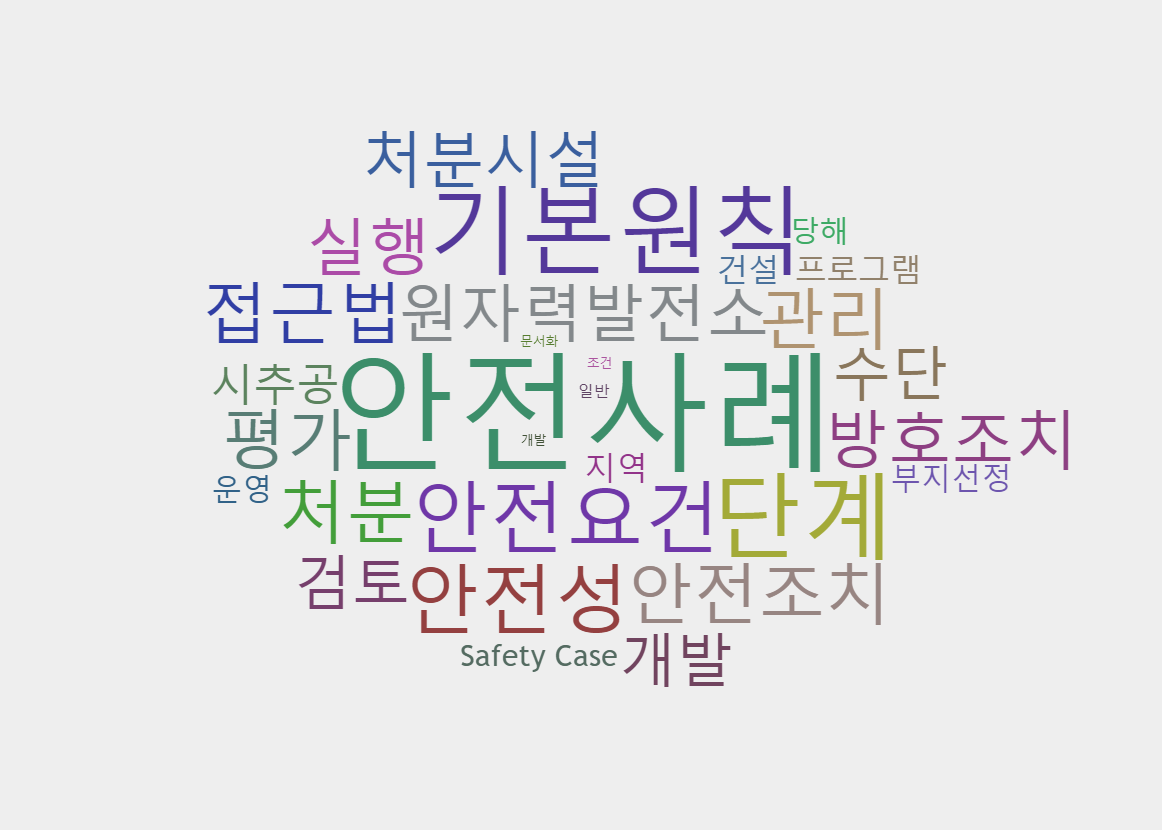 처분시설
기본원칙
실행
당해
건설
프로그램
접근법
원자력발전소
관리
문서화
조건
수단
시추공
안전사례
일반
평가
방호조치
개발
지역
부지선정
운영
처분
안전요건
단계
검토
안전성
안전조치
Safety Case
개발